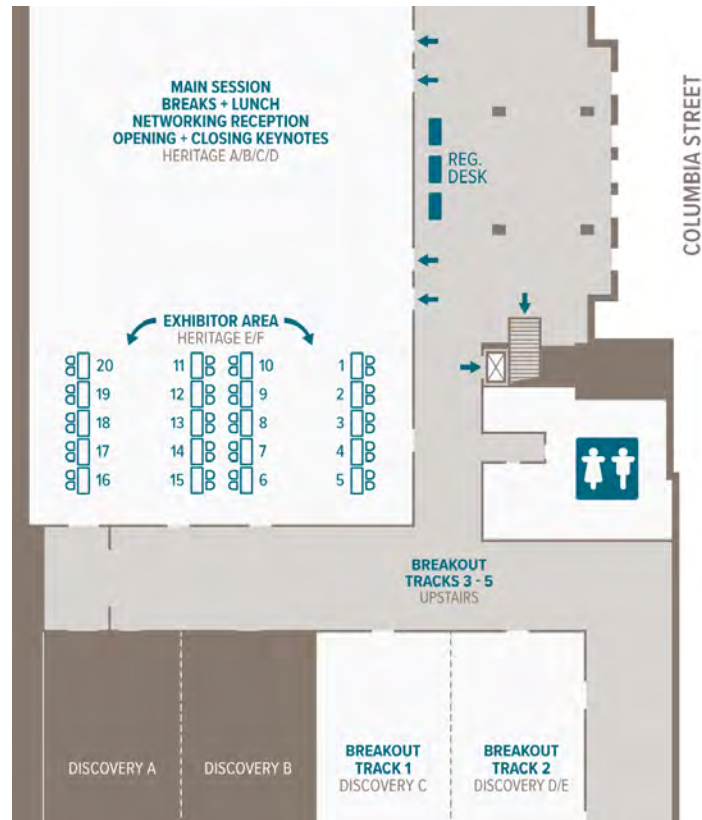 MAIN SESSION
BREAKS + LUNCH
NETWORKING RECEPTION
OPENING + CLOSING KEYNOTES
HERITAGE A/B/C/D
REG.
DESK
COLUMBIA STREET
EXHIBITOR AREA
HERITAGE E/F
20 11 10 1
19 12 9 2
18 13 8 3
17 14 7 4
16 15 6 5
BREAKOUT
TRACKS 3 - 5
UPSTAIRS
DISCOVERY A
DISCOVERY B
BREAKOUT
TRACK 1
DISCOVERY C
BREAKOUT
TRACK 2
DISCOVERY D/E